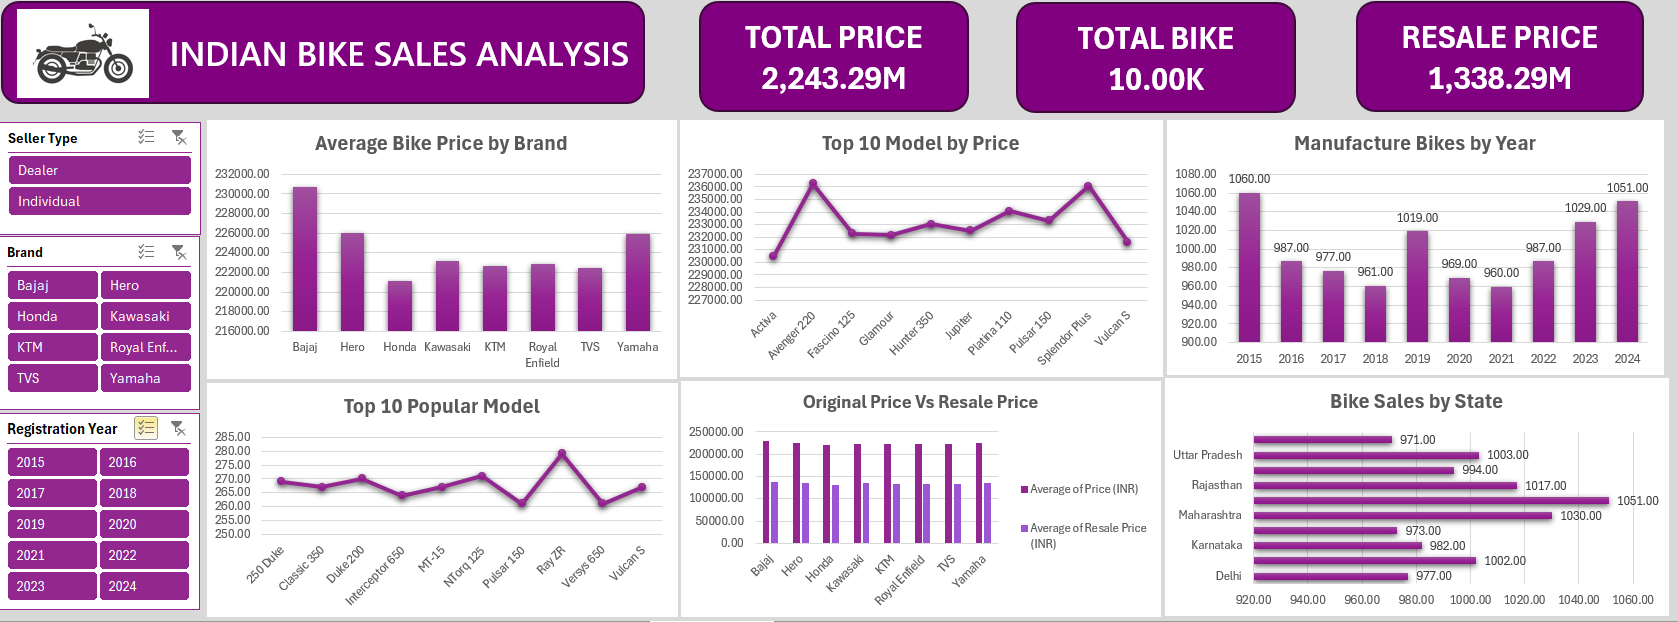 INDIAN BIKE SALES ANALYSIS
TOTAL PRICE
2,243.29M
TOTAL BIKE
10.00K
RESALE PRICE
1,338.29M
Seller Type
Dealer
Individual
Brand
Bajaj
Hero
Honda
Kawasaki
KTM
Royal Enf...
TVS
Yamaha
Registration Year
2015
2016
2017
2018
2019
2020
2021
2022
2023
2024
Average Bike Price by Brand
232000.00
230000.00
228000.00
226000.00
224000.00
222000.00
220000.00
218000.00
216000.00
Bajaj
Hero
Honda
Kawasaki
KTM
Royal
Enfield
TVS
Yamaha
Top 10 Model by Price
237000.00
236000.00
235000.00
234000.00
233000.00
232000.00
231000.00
230000.00
229000.00
228000.00
227000.00
Activa
Avenger 220
Fascino 125
Glamour
Hunter 350
Jupiter
Platina 110
Pulsar 150
Splendor Plus
Vulcan S
Manufacture Bikes by Year
1080.00
1060.00
1040.00
1020.00
1000.00
980.00
960.00
940.00
920.00
900.00
1060.00
987.00
977.00
961.00
1019.00
969.00
960.00
987.00
1029.00
1051.00
2015
2016
2017
2018
2019
2020
2021
2022
2023
2024
Top 10 Popular Model
285.00
280.00
275.00
270.00
265.00
260.00
255.00
250.00
250 Duke
Classic 350
Duke 200
Interceptor 650
MT-15
NTorq 125
Pulsar 150
Ray ZR
Versys 650
Vulcan S
Original Price Vs Resale Price
250000.00
200000.00
150000.00
100000.00
50000.00
0.00
Bajaj
Hero
Honda
Kawasaki
KTM
Royal Enfield
TVS
Yamaha
Average of Price (INR)
Average of Resale Price
(INR)
Bike Sales by State
971.00
Uttar Pradesh
1003.00
994.00
Rajasthan
1017.00
1051.00
Maharashtra
1030.00
973.00
Karnataka
982.00
1002.00
Delhi
977.00
920.00
940.00
960.00
980.00
1000.00
1020.00
1040.00
1060.00